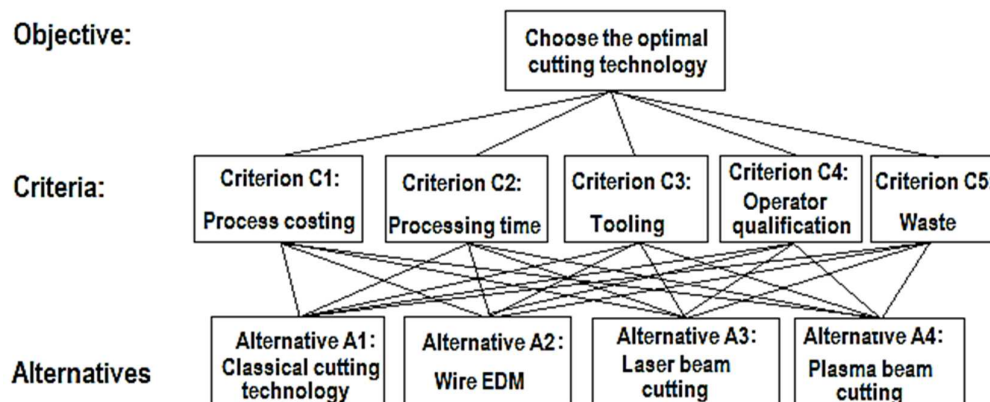 Objective:
Choose the optimal
cutting technology
Criteria:
Criterion C1:
Process costing
Criterion C2:
Processing time
Criterion C3:
Tooling
Criterion C4:
Operator
qualification
Criterion C5:
Waste
Alternatives
Alternative A1:
Classical cutting
technology
Alternative A2:
Wire EDM
Alternative A3:
Laser beam
cutting
Alternative A4:
Plasma beam
cutting